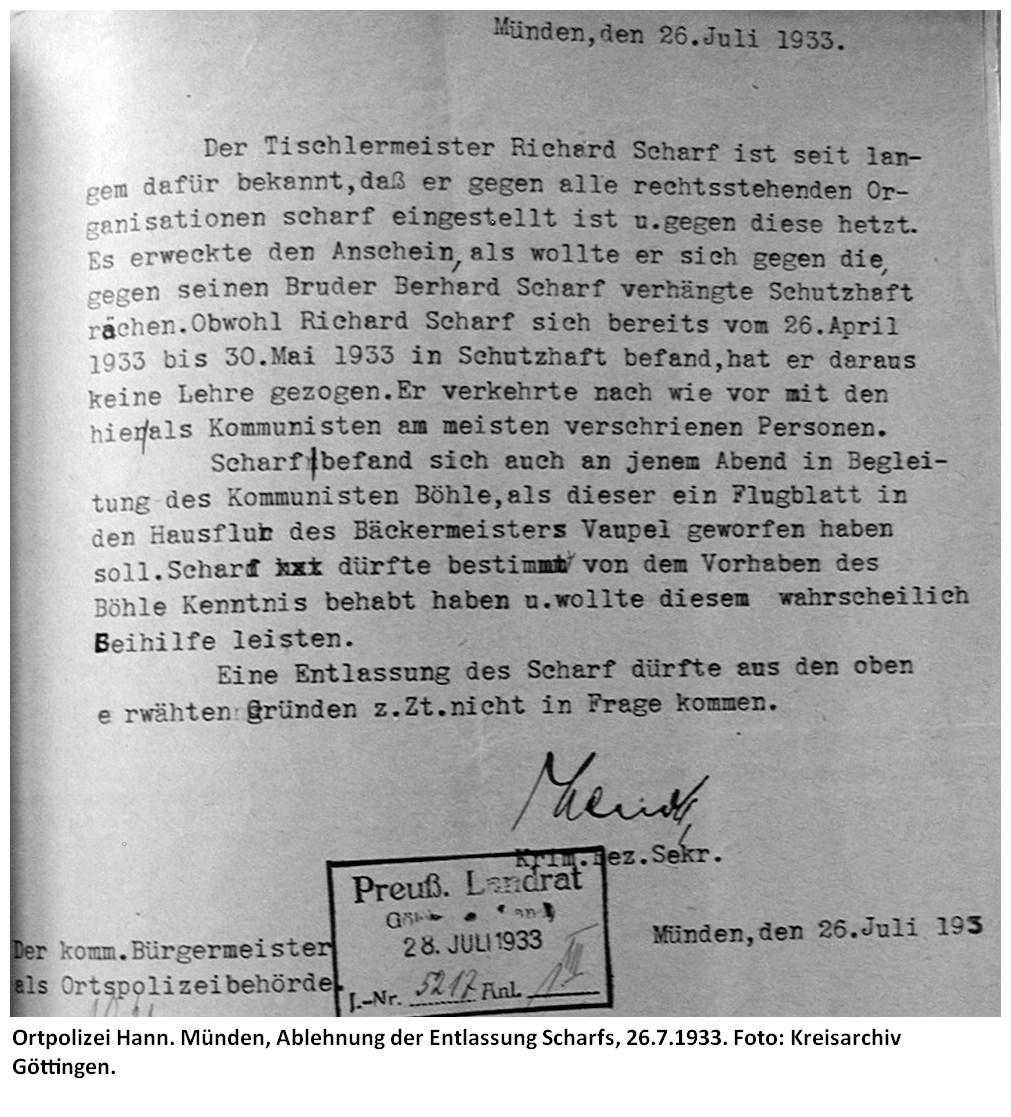 Münden,den 26.Juli 1933.
Der Tischlermeister Richard Scharf ist seit lan-
gem dafür bekannt,daß er gegen alle rechtsstehenden Or-
ganisationen scharf eingestellt ist u.gegen diese hetzt.
Es erweckte den Anschein,als wollte er sich gegen die,
gegen seinen Bruder Berhard Scharf verhängte Schutzhaft
rächen.Obwohl Richard Scharf sich bereits vom 26.April
1933 bis 30.Mai 1933 in Schutzhaft befand,hat er daraus
keine Lehre gezogen.Er verkehrte nach wie vor mit den
hier als Kommunisten am meisten verschrienen Personen.
Scharf befand sich auch an jenem Abend in Beglei-
tung des Kommunisten Böhle,als dieser ein Flugblatt in
den Hausflur des Bäckermeisters Vaupel geworfen haben
soll.Scharf dürfte bestimmt von dem Vorhaben des
Böhle Kenntnis behabt haben u.wollte diesem wahrscheilich
Beihilfe leisten.
Eine Entlassung des Scharf dürfte aus den oben
e rwähten Gründen z.Zt.nicht in Frage kommen.
Krim.Bez.Sekr.
Preuß. Landrat
28. JULI 1933
J.-Nr. 5217 Anl.
Der komm.Bürgermeister
als Ortspolizeibehörde.
Münden,den 26.Juli 193
Ortpolizei Hann. Münden, Ablehnung der Entlassung Scharfs, 26.7.1933. Foto: Kreisarchiv
Göttingen.